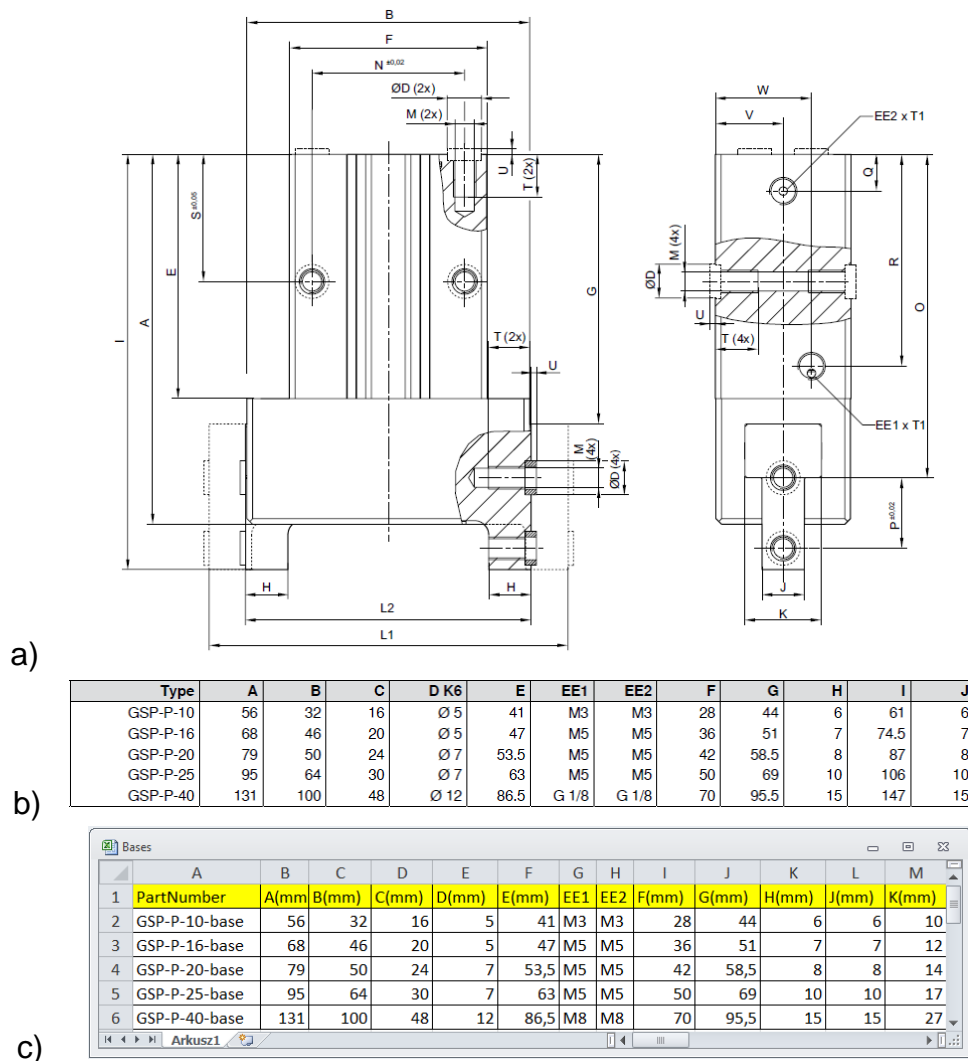 B
F
N ±0,02
ØD (2x)
M (2x)
U
T (2x)
S ±0,05
E
A
I
G
T (2x)
U
M (4x)
ØD (4x)
H
H
L2
L1
W
V
EE2 x T1
Q
M (4x)
ØD
R
O
U
T (4x)
EE1 x T1
P ±0,02
J
K
a)
Type A B C D K6 E EE1 EE2 F G H I J
GSP-P-10 56 32 16 Ø 5 41 M3 M3 28 44 6 61 6
GSP-P-16 68 46 20 Ø 5 47 M5 M5 36 51 7 74.5 7
GSP-P-20 79 50 24 Ø 7 53.5 M5 M5 42 58.5 8 87 8
GSP-P-25 95 64 30 Ø 7 63 M5 M5 50 69 10 106 10
GSP-P-40 131 100 48 Ø 12 86.5 G 1/8 G 1/8 70 95.5 15 147 15
b)
Bases
A B C D E F G H I J K L M
1 PartNumber A(mm B(mm) C(mm) D(mm) E(mm) EE1 EE2 F(mm) G(mm) H(mm) J(mm) K(mm)
2 GSP-P-10-base 56 32 16 5 41 M3 M3 28 44 6 6 10
3 GSP-P-16-base 68 46 20 5 47 M5 M5 36 51 7 7 12
4 GSP-P-20-base 79 50 24 7 53,5 M5 M5 42 58,5 8 8 14
5 GSP-P-25-base 95 64 30 7 63 M5 M5 50 69 10 10 17
6 GSP-P-40-base 131 100 48 12 86,5 M8 M8 70 95,5 15 15 27
Arkusz1
c)